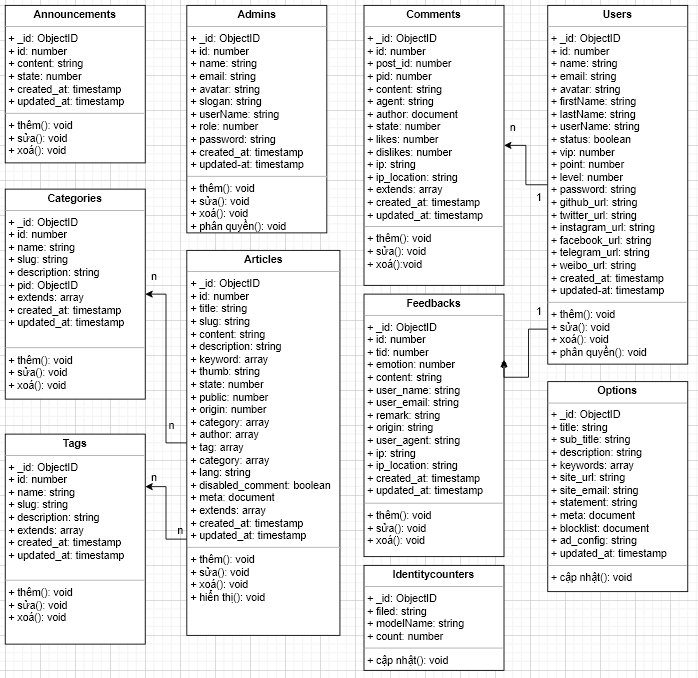 Announcements
+ _id: ObjectID
+ id: number
+ content: string
+ state: number
+ created_at: timestamp
+ updated_at: timestamp
+ thêm(): void
+ sửa(): void
+ xoá(): void
Categories
+ _id: ObjectID
+ id: number
+ name: string
+ slug: string
+ description: string
+ pid: ObjectID
+ extends: array
+ created_at: timestamp
+ updated_at: timestamp
+ thêm(): void
+ sửa(): void
+ xoá(): void
Tags
+ _id: ObjectID
+ id: number
+ name: string
+ slug: string
+ description: string
+ extends: array
+ created_at: timestamp
+ updated_at: timestamp
+ thêm(): void
+ sửa(): void
+ xoá(): void
n
n
n
n
Admins
+ _id: ObjectID
+ id: number
+ name: string
+ email: string
+ avatar: string
+ slogan: string
+ userName: string
+ role: number
+ password: string
+ created_at: timestamp
+ updated-at: timestamp
+ thêm(): void
+ sửa(): void
+ xoá(): void
+ phân quyền(): void
Articles
+ _id: ObjectID
+ id: number
+ title: string
+ slug: string
+ content: string
+ description: string
+ keyword: array
+ thumb: string
+ state: number
+ public: number
+ origin: number
+ category: array
+ author: array
+ tag: array
+ category: array
+ lang: string
+ disabled_comment: boolean
+ meta: document
+ extends: array
+ created_at: timestamp
+ updated_at: timestamp
+ thêm(): void
+ sửa(): void
+ xoá(): void
+ hiển thị(): void
Comments
+ _id: ObjectID
+ id: number
+ post_id: number
+ pid: number
+ content: string
+ agent: string
+ author: document
+ state: number
+ likes: number
+ dislikes: number
+ ip: string
+ ip_location: string
+ extends: array
+ created_at: timestamp
+ updated_at: timestamp
+ thêm(): void
+ sửa(): void
+ xoá():void
Feedbacks
+ _id: ObjectID
+ id: number
+ tid: number
+ emotion: number
+ content: string
+ user_name: string
+ user_email: string
+ remark: string
+ origin: string
+ user_agent: string
+ ip: string
+ ip_location: string
+ created_at: timestamp
+ updated_at: timestamp
+ thêm(): void
+ sửa(): void
+ xoá(): void
Identitycounters
+ _id: ObjectID
+ filed: string
+ modelName: string
+ count: number
+ cập nhật(): void
n
1
1
Users
+ _id: ObjectID
+ id: number
+ name: string
+ email: string
+ avatar: string
+ firstName: string
+ lastName: string
+ userName: string
+ status: boolean
+ vip: number
+ point: number
+ level: number
+ password: string
+ github_url: string
+ twitter_url: string
+ instagram_url: string
+ facebook_url: string
+ telegram_url: string
+ weibo_url: string
+ created_at: timestamp
+ updated-at: timestamp
+ thêm(): void
+ sửa(): void
+ xoá(): void
+ phân quyền(): void
Options
+ _id: ObjectID
+ title: string
+ sub_title: string
+ description: string
+ keywords: array
+ site_url: string
+ site_email: string
+ statement: string
+ meta: document
+ blocklist: document
+ ad_config: string
+ updated_at: timestamp
+ cập nhật(): void